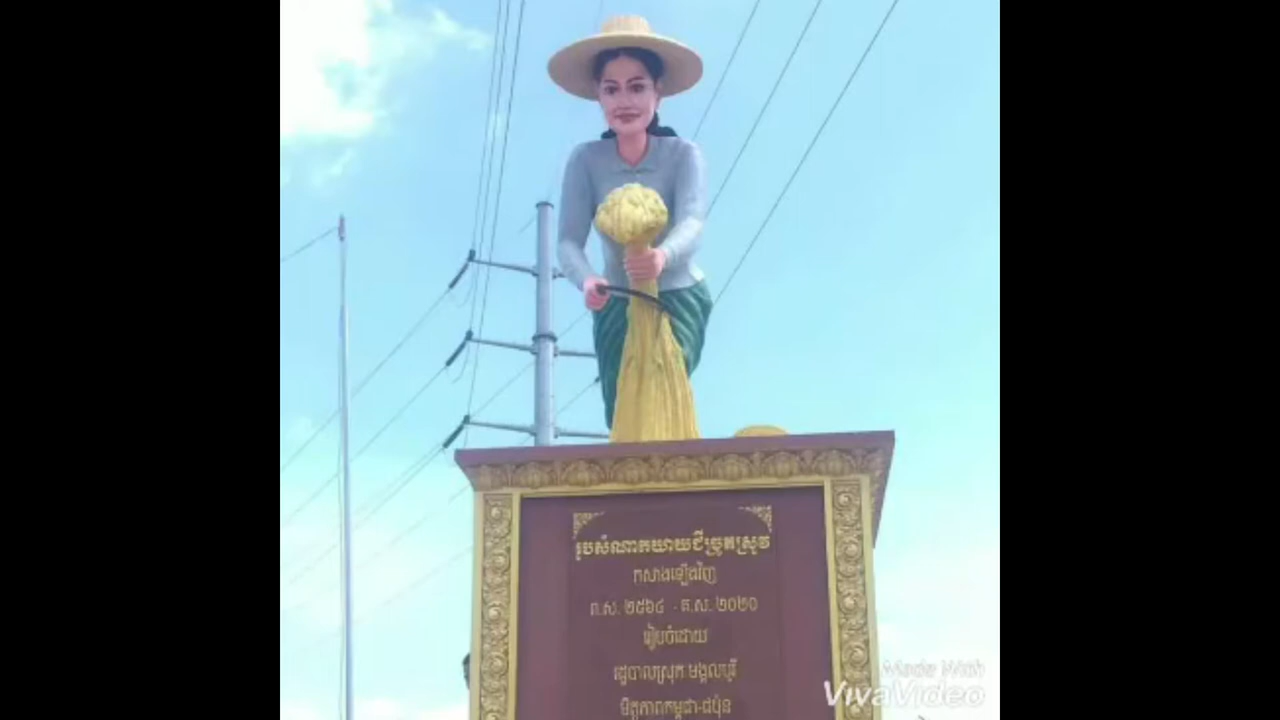 រូបសំណាកយាយជីច្រូតស្រូវ
កសាងឡើងវិញ
ព.ស. ២៥៦៤ - គ.ស. ២០២០
រៀបចំដោយ
រដ្ឋបាលស្រុក មង្គលបូរី
មិត្តភាពកម្ពុជា-ជប៉ុន
Made With
VivaVideo